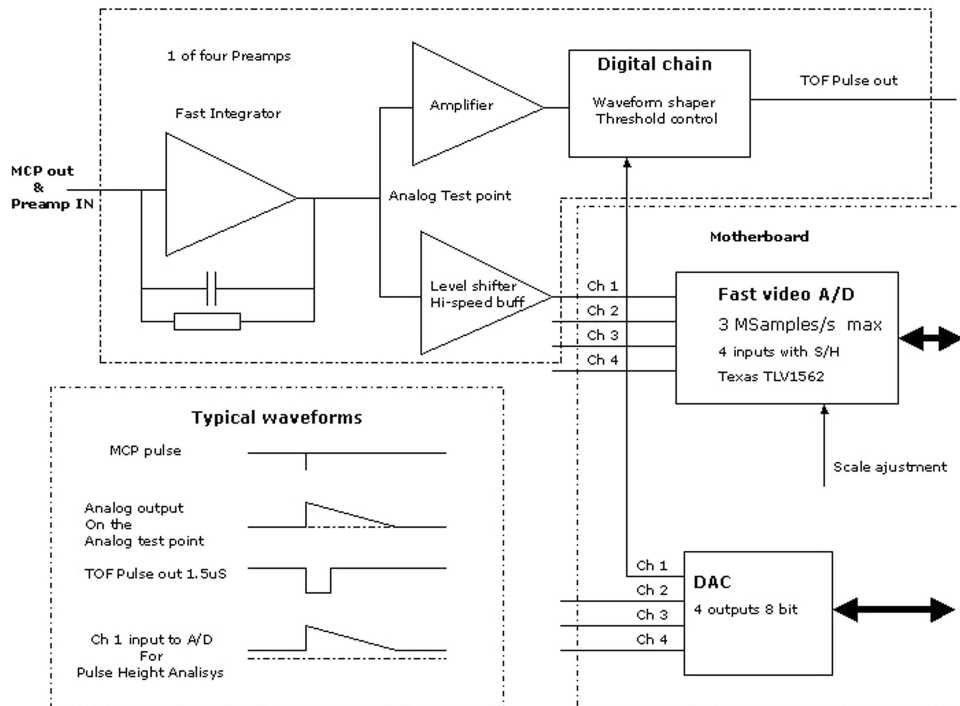 1 of four Preamps
Fast Integrator
MCP out
&
Preamp IN
Amplifier
Digital chain
Waveform shaper
Threshold control
TOF Pulse out
Analog Test point
Level shifter
Hi-speed buff
Motherboard
Ch 1
Ch 2
Ch 3
Ch 4
Fast video A/D
3 MSamples/s max
4 inputs with S/H
Texas TLV1562
Scale ajustment
Ch 1
Ch 2
Ch 3
Ch 4
DAC
4 outputs 8 bit
Typical waveforms
MCP pulse
Analog output
On the
Analog test point
TOF Pulse out 1.5uS
Ch 1 input to A/D
For
Pulse Height Analisys